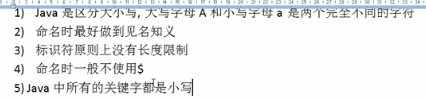 1) Java 是区分大小写, 大写字母 A 和小写字母 a 是两个完全不同的字符
2) 命名时最好做到见名知义
3) 标识符原则上没有长度限制
4) 命名时一般不使用$
5) Java 中所有的关键字都是小写